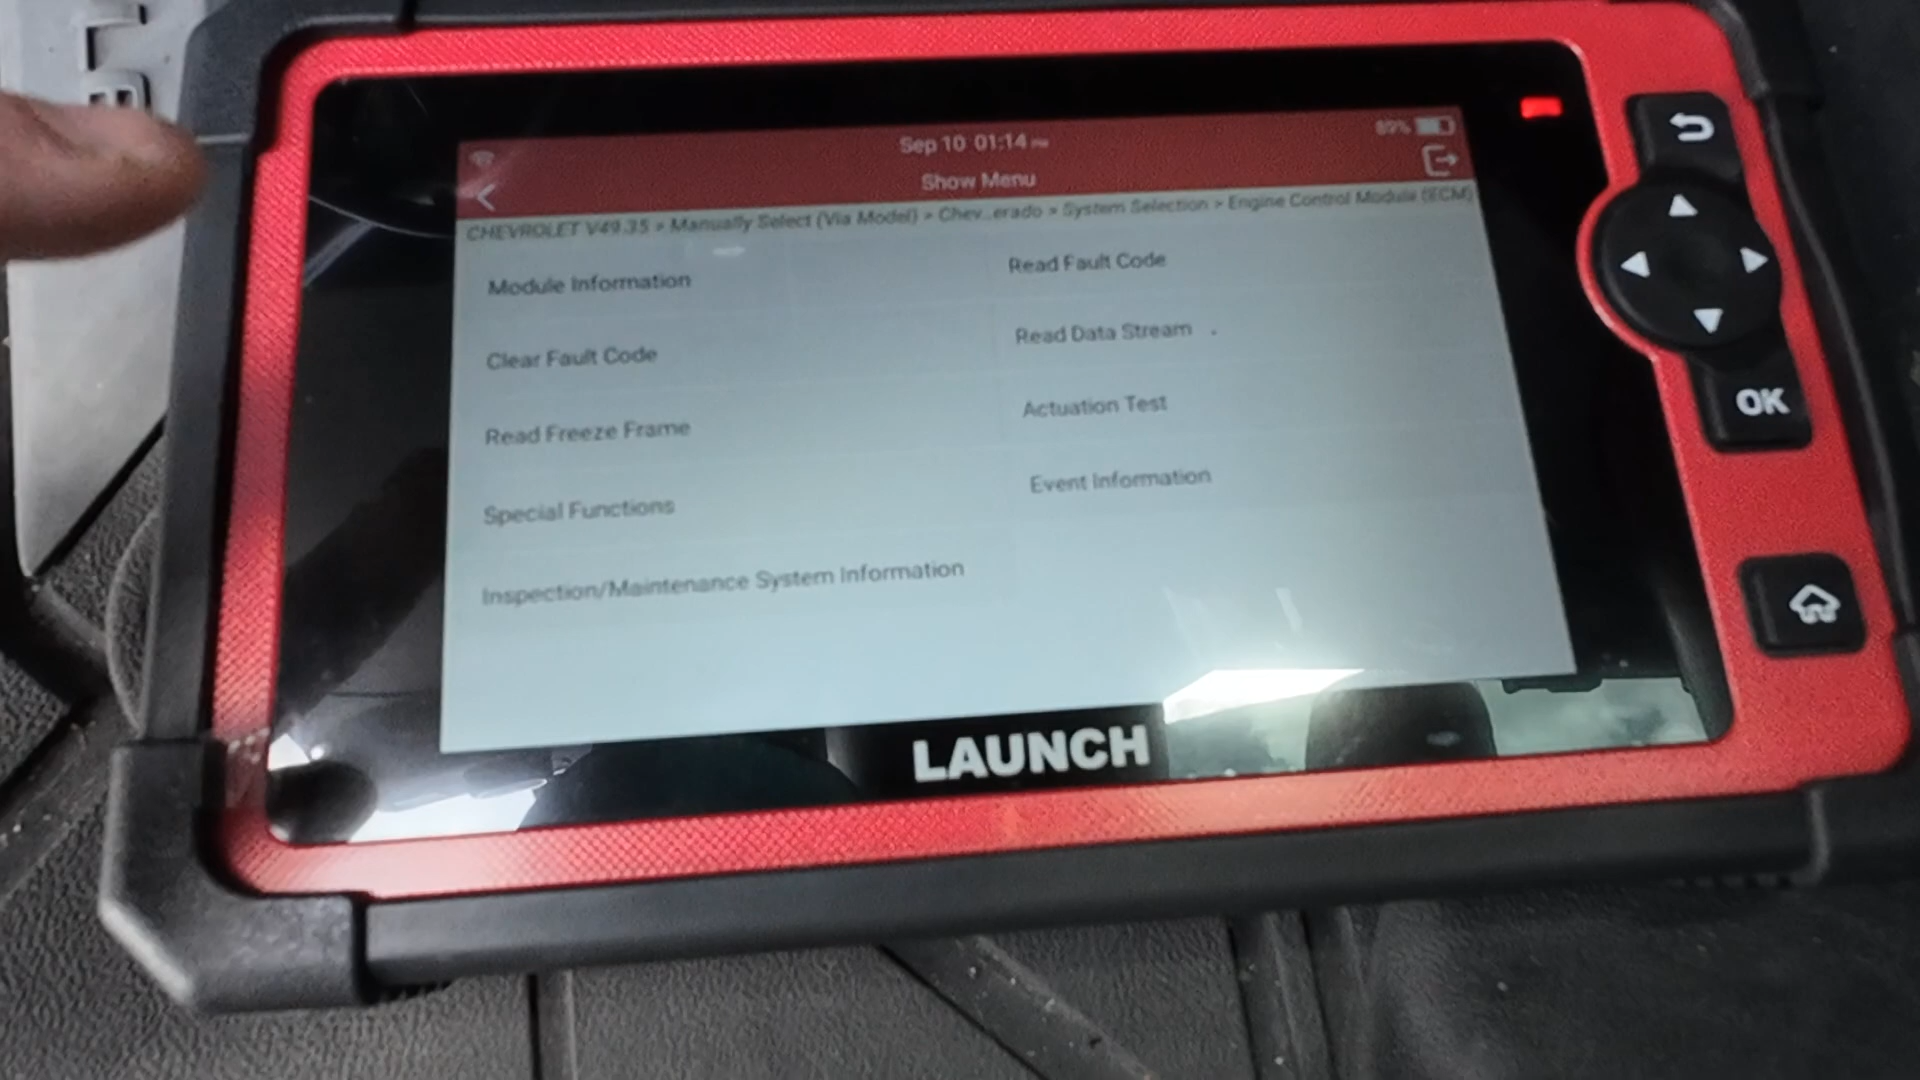 Sep 10 01:14 PM
89%
Show Menu
CHEVROLET V49.35 > Manually Select (Via Model) > Chev...erado > System Selection > Engine Control Module (ECM)
Module Information
Read Fault Code
Clear Fault Code
Read Data Stream
Read Freeze Frame
Actuation Test
Special Functions
Event Information
Inspection/Maintenance System Information
OK
LAUNCH